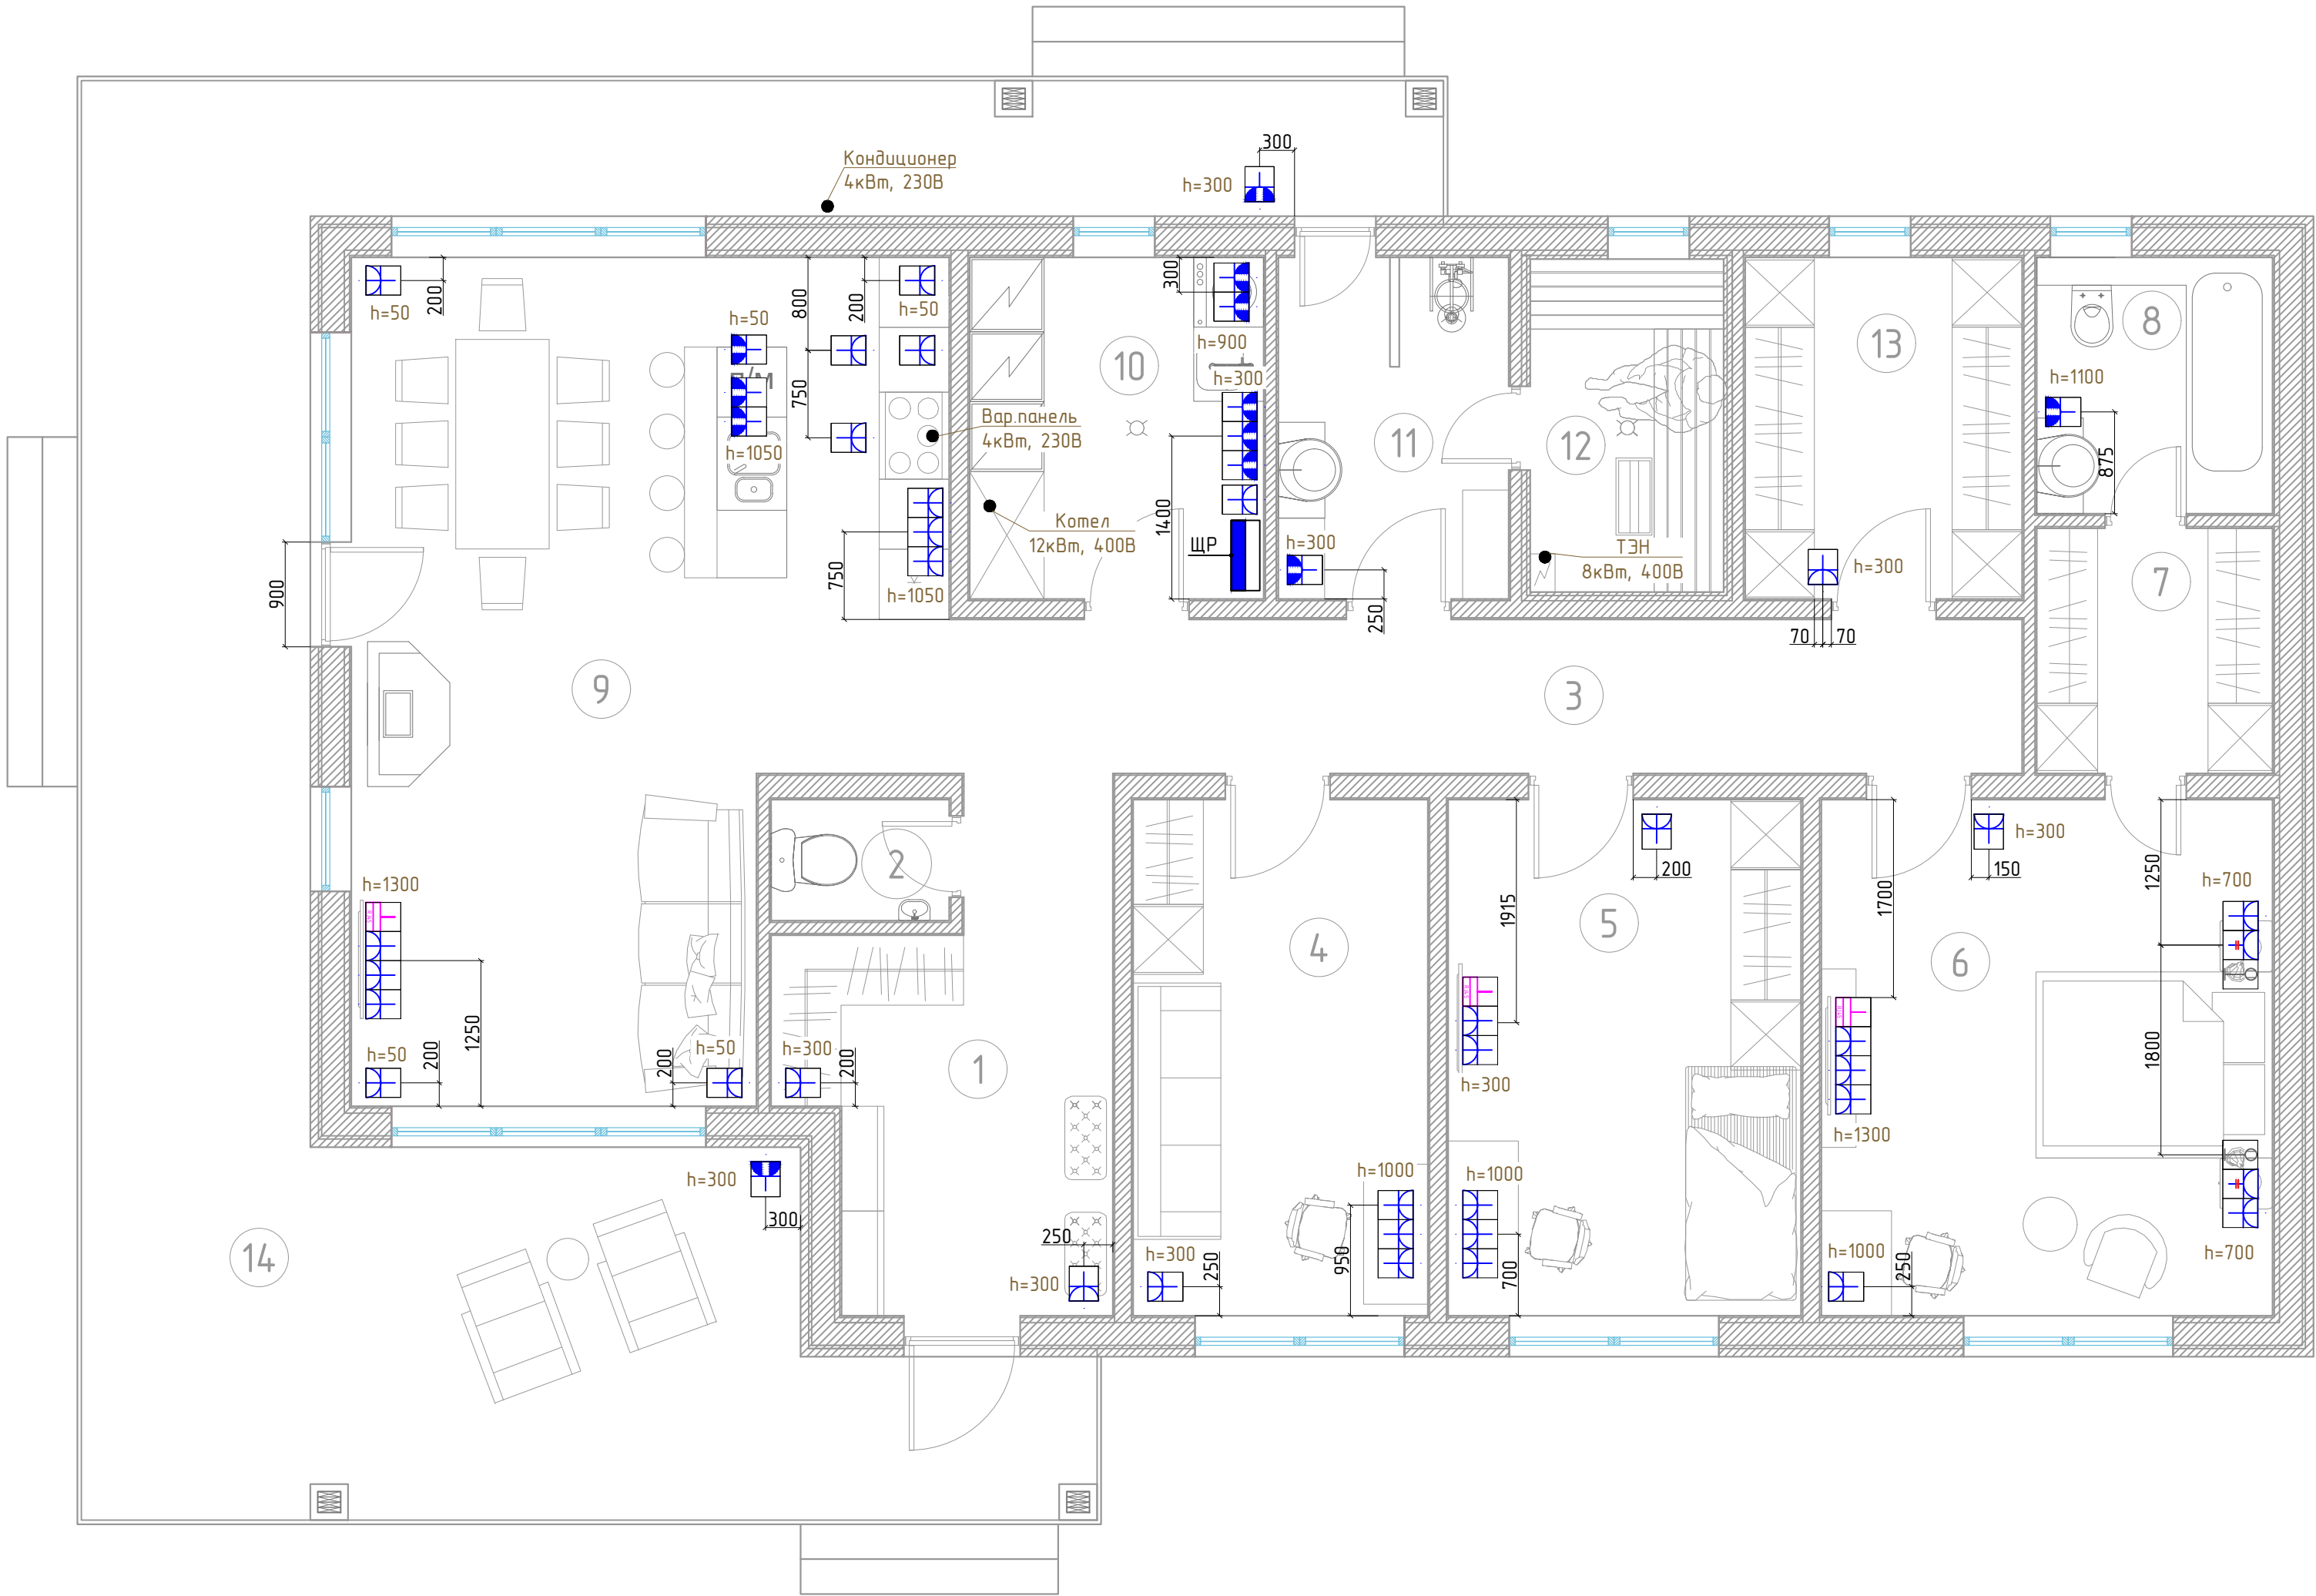 300
Кондиционер
4кВт, 230В
h=300
200
h=50
800
200
h=50
h=50
750
h=1050
П/М
Вар.панель
4кВт, 230В
300
h=900
h=300
10
Котел
12кВт, 400В
1400
ЩР
h=300
250
11
12
ТЭН
8кВт, 400В
13
h=300
70
70
8
h=1100
875
7
900
750
h=1050
9
3
2
h=1300
1250
h=50
200
200
h=50
h=300
200
1
4
1915
200
5
h=300
1700
150
h=300
6
1250
h=700
1800
h=1300
h=300
300
14
250
h=300
h=300
250
h=1000
950
h=1000
700
h=1000
250
h=700